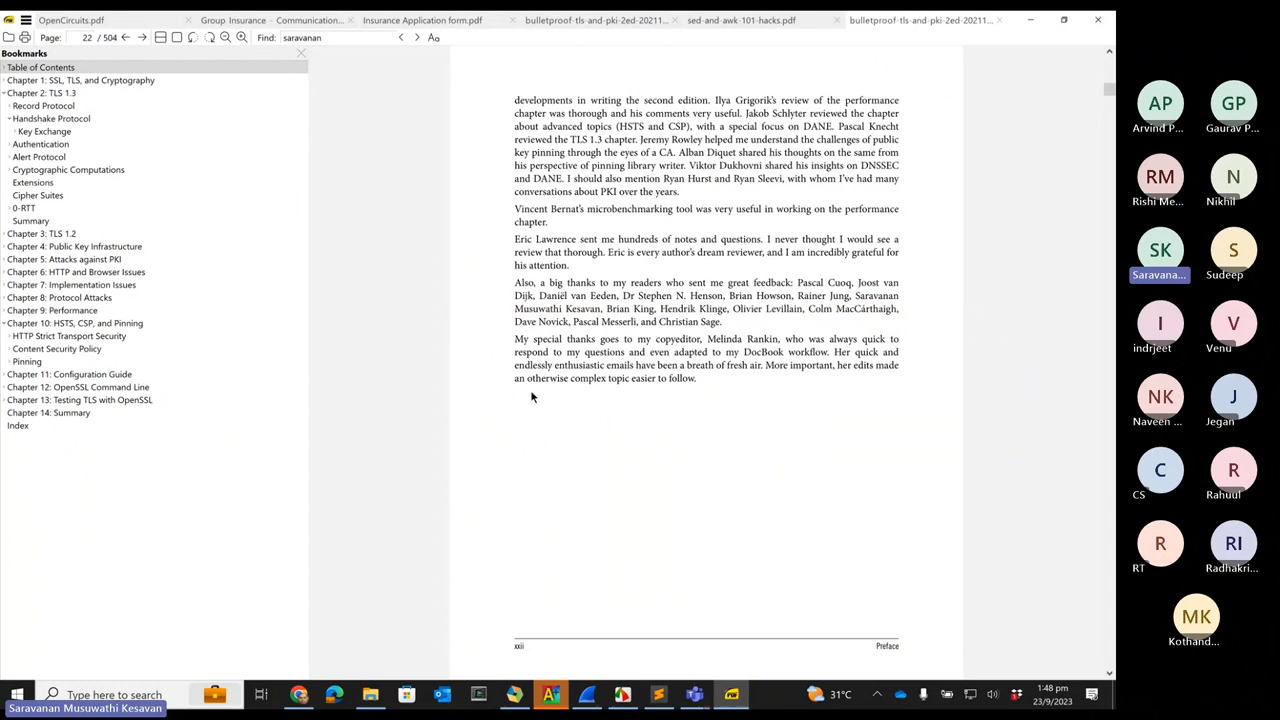 OpenCircuits.pdf
Group Insurance - Communication...
Insurance Application form.pdf
bulletproof-tls-and-pki-2ed-20211...
sed-and-awk-101-hacks.pdf
bulletproof-tls-and-pki-2ed-20211...
Page: 22 / 504
Find: saravanan
Bookmarks
Table of Contents
Chapter 1: SSL, TLS, and Cryptography
Chapter 2: TLS 1.3
Record Protocol
Handshake Protocol
Key Exchange
Authentication
Alert Protocol
Cryptographic Computations
Extensions
Cipher Suites
0-RTT
Summary
Chapter 3: TLS 1.2
Chapter 4: Public Key Infrastructure
Chapter 5: Attacks against PKI
Chapter 6: HTTP and Browser Issues
Chapter 7: Implementation Issues
Chapter 8: Protocol Attacks
Chapter 9: Performance
Chapter 10: HSTS, CSP, and Pinning
HTTP Strict Transport Security
Content Security Policy
Pinning
Chapter 11: Configuration Guide
Chapter 12: OpenSSL Command Line
Chapter 13: Testing TLS with OpenSSL
Chapter 14: Summary
Index
developments in writing the second edition. Ilya Grigorik's review of the performance
chapter was thorough and his comments very useful. Jakob Schlyter reviewed the chapter
about advanced topics (HSTS and CSP), with a special focus on DANE. Pascal Knecht
reviewed the TLS 1.3 chapter. Jeremy Rowley helped me understand the challenges of public
key pinning through the eyes of a CA. Alban Diquet shared his thoughts on the same from
his perspective of pinning library writer. Viktor Dukhovni shared his insights on DNSSEC
and DANE. I should also mention Ryan Hurst and Ryan Sleevi, with whom I've had many
conversations about PKI over the years.
Vincent Bernat's microbenchmarking tool was very useful in working on the performance
chapter.
Eric Lawrence sent me hundreds of notes and questions. I never thought I would see a
review that thorough. Eric is every author's dream reviewer, and I am incredibly grateful for
his attention.
Also, a big thanks to my readers who sent me great feedback: Pascal Cuoq, Joost van
Dijk, Daniël van Eeden, Dr Stephen N. Henson, Brian Howson, Rainer Jung, Saravanan
Musuwathi Kesavan, Brian King, Hendrik Klinge, Olivier Levillain, Colm MacCárthaigh,
Dave Novick, Pascal Messerli, and Christian Sage.
My special thanks goes to my copyeditor, Melinda Rankin, who was always quick to
respond to my questions and even adapted to my DocBook workflow. Her quick and
endlessly enthusiastic emails have been a breath of fresh air. More important, her edits made
an otherwise complex topic easier to follow.
xxii
Preface
AP
Arvind P...
GP
Gaurav P...
RM
Rishi Me...
N
Nikhil
SK
Saravana...
S
Sudeep
I
indrjeet
V
Venu
NK
Naveen ...
J
Jegan
C
CS
R
Rahuul
R
RT
RI
Radhakri...
MK
Kothand...
Type here to search
31°C
1:48 pm
23/9/2023
Saravanan Musuwathi Kesavan